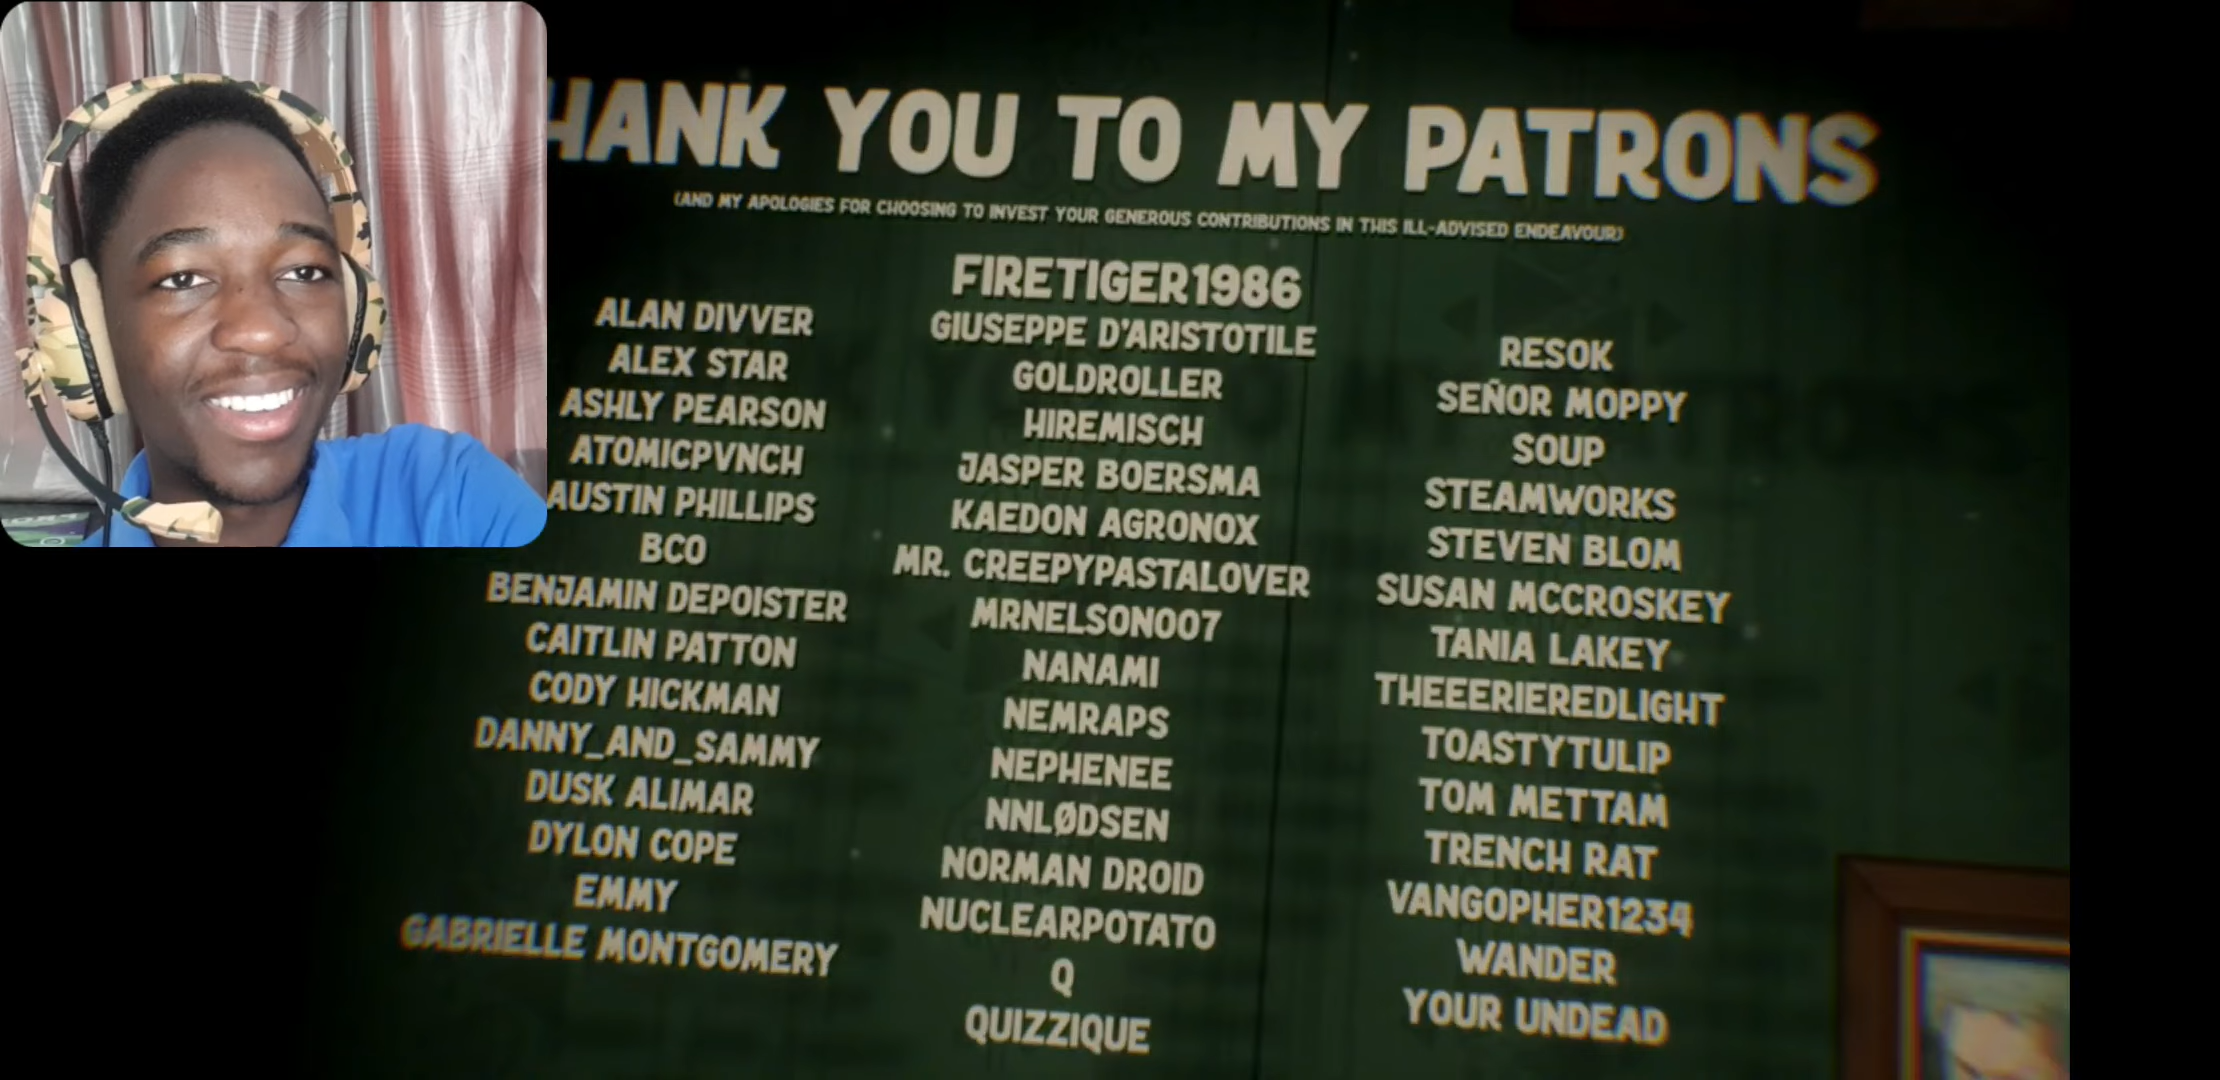 HANK YOU TO MY PATRONS
(AND MY APOLOGIES FOR CHOOSING TO INVEST YOUR GENEROUS CONTRIBUTIONS IN THIS ILL-ADVISED ENDEAVOUR)
ALAN DIVVER
ALEX STAR
ASHLY PEARSON
ATOMICPVNCH
AUSTIN PHILLIPS
BCO
BENJAMIN DEPOISTER
CAITLIN PATTON
CODY HICKMAN
DANNY_AND_SAMMY
DUSK ALIMAR
DYLON COPE
EMMY
GABRIELLE MONTGOMERY
FIRETIGER1986
GIUSEPPE D'ARISTOTILE
GOLDROLLER
HIREMISCH
JASPER BOERSMA
KAEDON AGRONOX
MR. CREEPYPASTALOVER
MRNELSON007
NANAMI
NEMRAPS
NEPHENEE
NNLØDSEN
NORMAN DROID
NUCLEARPOTATO
Q
QUIZZIQUE
RESOK
SEÑOR MOPPY
SOUP
STEAMWORKS
STEVEN BLOM
SUSAN MCCROSKEY
TANIA LAKEY
THEEERIEREDLIGHT
TOASTYTULIP
TOM METTAM
TRENCH RAT
VANGOPHER1234
WANDER
YOUR UNDEAD